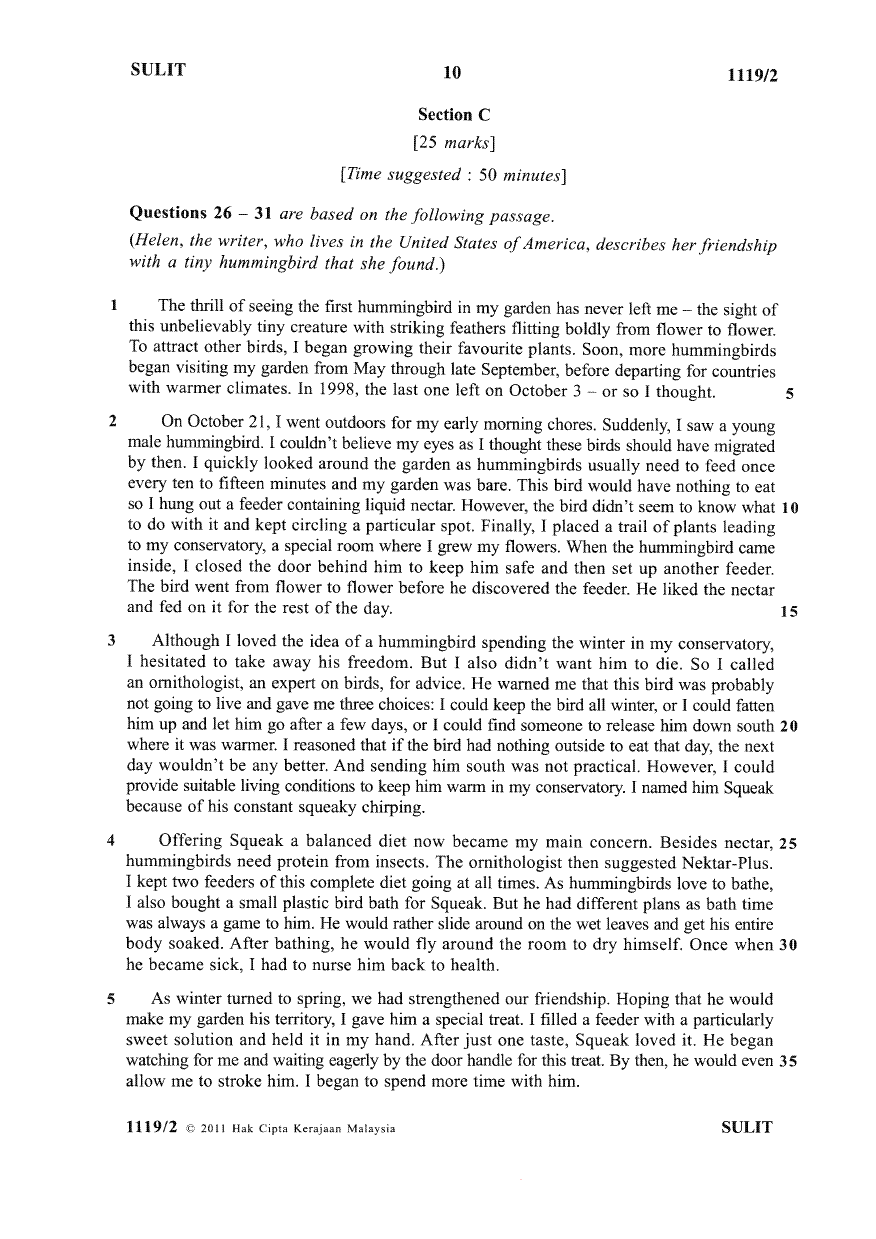 SULIT 10 1119/2
Section C
[25 marks]
[Time suggested : 50 minutes]
Questions 26 – 31 are based on the following passage.
(Helen, the writer, who lives in the United States of America, describes her friendship
with a tiny hummingbird that she found.)
1 The thrill of seeing the first hummingbird in my garden has never left me – the sight of
this unbelievably tiny creature with striking feathers flitting boldly from flower to flower.
To attract other birds, I began growing their favourite plants. Soon, more hummingbirds
began visiting my garden from May through late September, before departing for countries
with warmer climates. In 1998, the last one left on October 3 – or so I thought. 5
2 On October 21, I went outdoors for my early morning chores. Suddenly, I saw a young
male hummingbird. I couldn't believe my eyes as I thought these birds should have migrated
by then. I quickly looked around the garden as hummingbirds usually need to feed once
every ten to fifteen minutes and my garden was bare. This bird would have nothing to eat
so I hung out a feeder containing liquid nectar. However, the bird didn't seem to know what 10
to do with it and kept circling a particular spot. Finally, I placed a trail of plants leading
to my conservatory, a special room where I grew my flowers. When the hummingbird came
inside, I closed the door behind him to keep him safe and then set up another feeder.
The bird went from flower to flower before he discovered the feeder. He liked the nectar
and fed on it for the rest of the day. 15
3 Although I loved the idea of a hummingbird spending the winter in my conservatory,
I hesitated to take away his freedom. But I also didn't want him to die. So I called
an ornithologist, an expert on birds, for advice. He warned me that this bird was probably
not going to live and gave me three choices: I could keep the bird all winter, or I could fatten
him up and let him go after a few days, or I could find someone to release him down south 20
where it was warmer. I reasoned that if the bird had nothing outside to eat that day, the next
day wouldn't be any better. And sending him south was not practical. However, I could
provide suitable living conditions to keep him warm in my conservatory. I named him Squeak
because of his constant squeaky chirping.
4 Offering Squeak a balanced diet now became my main concern. Besides nectar, 25
hummingbirds need protein from insects. The ornithologist then suggested Nektar-Plus.
I kept two feeders of this complete diet going at all times. As hummingbirds love to bathe,
I also bought a small plastic bird bath for Squeak. But he had different plans as bath time
was always a game to him. He would rather slide around on the wet leaves and get his entire
body soaked. After bathing, he would fly around the room to dry himself. Once when 30
he became sick, I had to nurse him back to health.
5 As winter turned to spring, we had strengthened our friendship. Hoping that he would
make my garden his territory, I gave him a special treat. I filled a feeder with a particularly
sweet solution and held it in my hand. After just one taste, Squeak loved it. He began
watching for me and waiting eagerly by the door handle for this treat. By then, he would even 35
allow me to stroke him. I began to spend more time with him.
1119/2 © 2011 Hak Cipta Kerajaan Malaysia SULIT